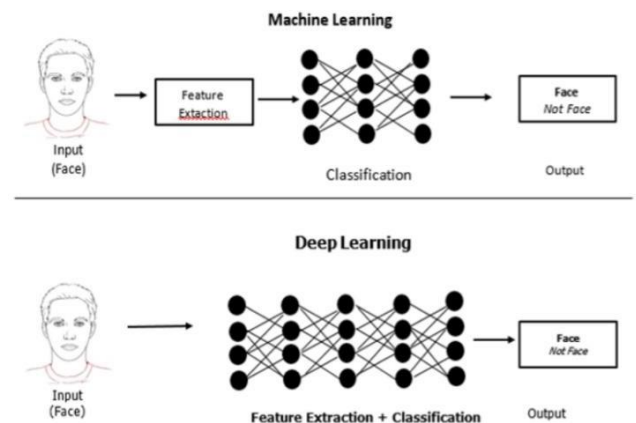 Machine Learning
Feature
Extaction
Face
Not Face
Input
(Face)
Classification
Output
Deep Learning
Face
Not Face
Input
(Face)
Feature Extraction + Classification
Output